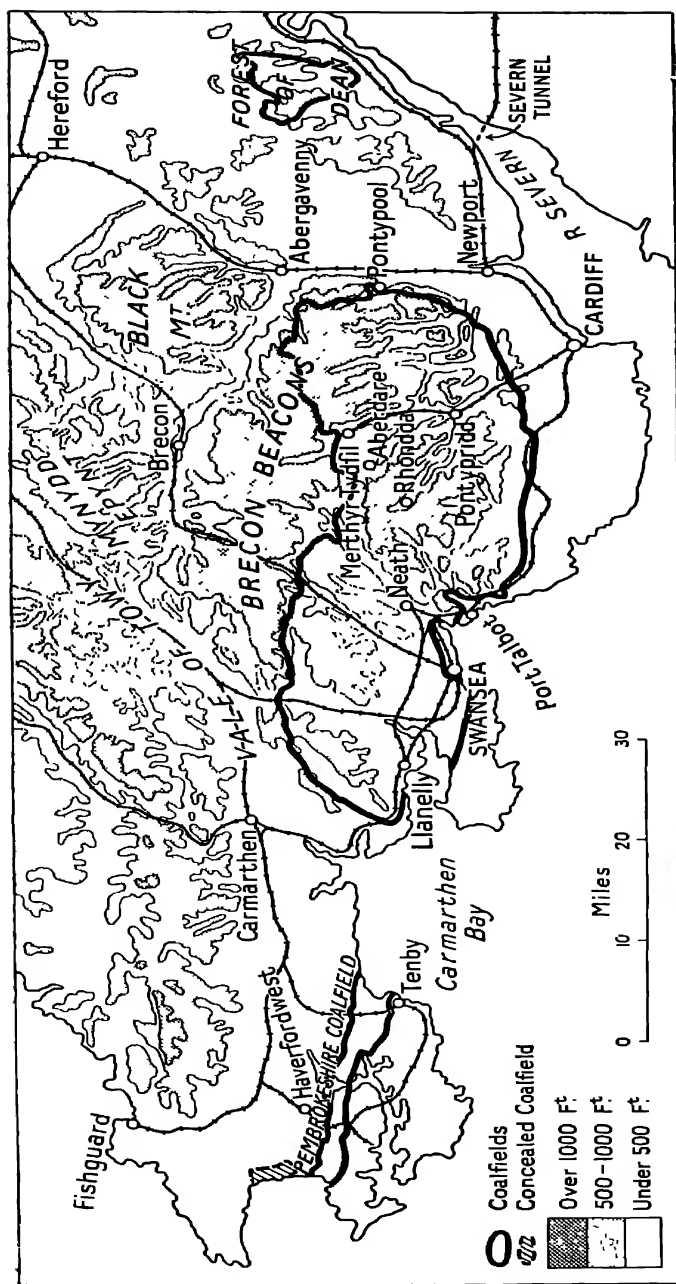 Hereford
FOREST
OF
DEAN
SEVERN
TUNNEL
R SEVERN
BLACK
MT
Abergavenny
Pontypool
Newport
CARDIFF
MYNYDD
EPYNT
Brecon
BRECON BEACONS
Merthyr Tydfil
Aberdare
Rhondda
Pontypridd
Neath
Port Talbot
SWANSEA
VALE OF TOWY
Carmarthen
Llanelly
Carmarthen
Bay
Fishguard
Haverfordwest
PEMBROKESHIRE COALFIELD
Tenby
0 10 20 30
Miles
Coalfields
Concealed Coalfield
Over 1000 Ft.
500-1000 Ft.
Under 500 Ft.